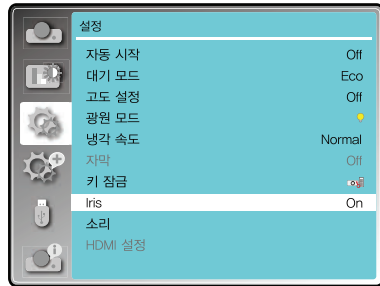 설정
자동 시작 Off
대기 모드 Eco
고도 설정 Off
광원 모드
냉각 속도 Normal
자막 Off
키 잠금
Iris On
소리
HDMI 설정